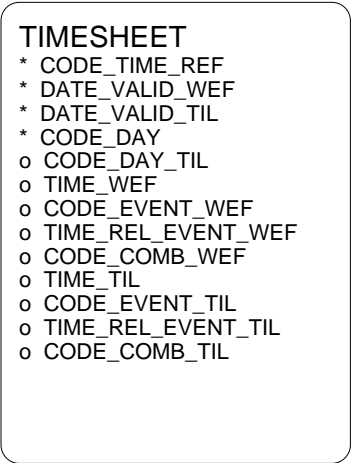 TIMESHEET
* CODE_TIME_REF
* DATE_VALID_WEF
* DATE_VALID_TIL
* CODE_DAY
o CODE_DAY_TIL
o TIME_WEF
o CODE_EVENT_WEF
o TIME_REL_EVENT_WEF
o CODE_COMB_WEF
o TIME_TIL
o CODE_EVENT_TIL
o TIME_REL_EVENT_TIL
o CODE_COMB_TIL